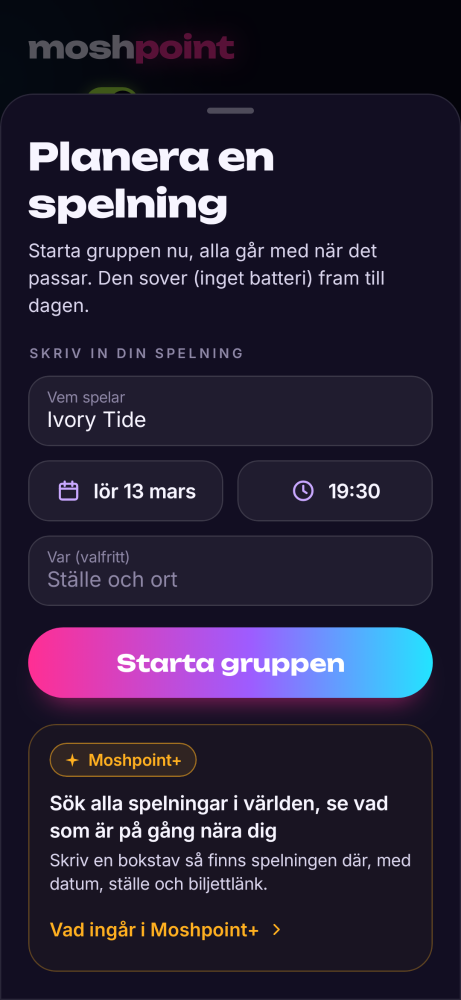 moshpoint
Planera en
spelning
Starta gruppen nu, alla går med när det
passar. Den sover (inget batteri) fram till
dagen.
SKRIV IN DIN SPELNING
Vem spelar
Ivory Tide
lör 13 mars
19:30
Var (valfritt)
Ställe och ort
Starta gruppen
Moshpoint+
Sök alla spelningar i världen, se vad
som är på gång nära dig
Skriv en bokstav så finns spelningen där, med
datum, ställe och biljettlänk.
Vad ingår i Moshpoint+